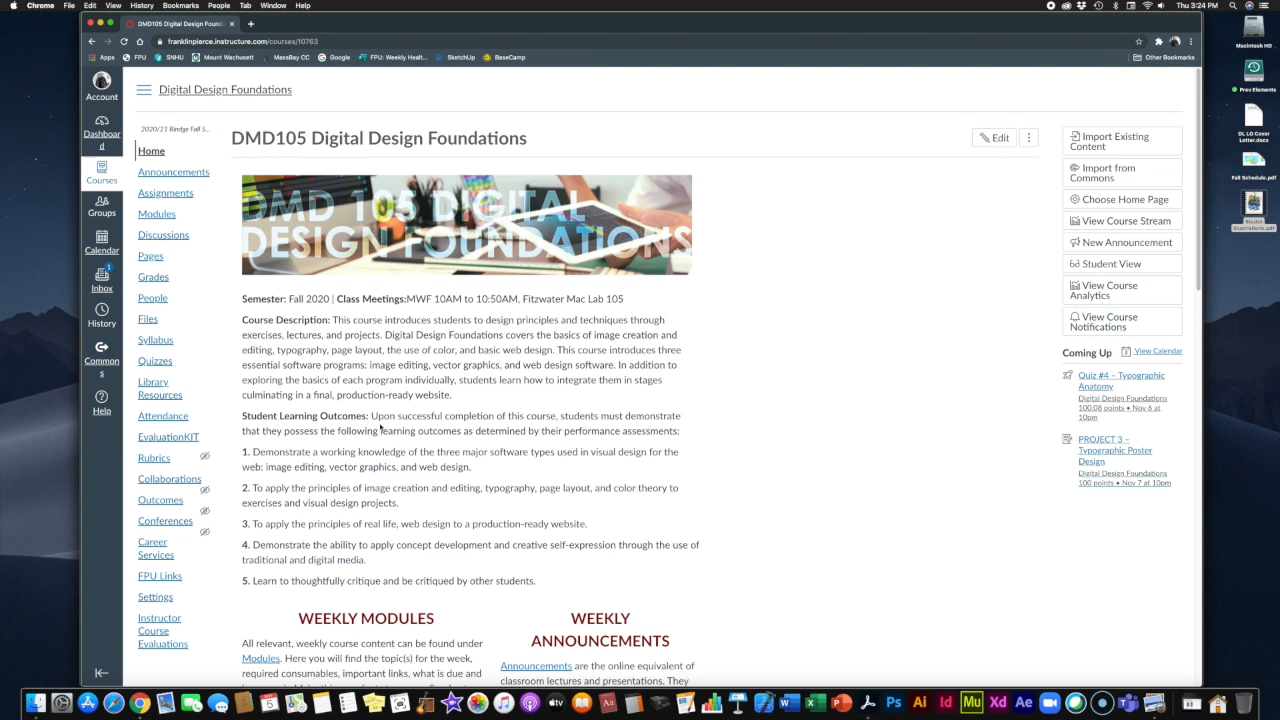 Chrome File Edit View History Bookmarks People Tab Window Help Thu 3:24 PM
DMD105 Digital Design Found
franklinpierce.instructure.com/courses/10763
Apps FPU SNHU Mount Wachusett MassBay CC Google FPU: Weekly Healt... SketchUp BaseCamp Other Bookmarks
Macintosh HD
Prev Elements
DL LO Cover
Letter.docx
Fall Schedule.pdf
Illustrations.pdf
Account
Dashboar
d
Courses
Groups
Calendar
1
Inbox
History
Common
s
Help
Digital Design Foundations
2020/21 Rindge Fall S...
Home
Announcements
Assignments
Modules
Discussions
Pages
Grades
People
Files
Syllabus
Quizzes
Library
Resources
Attendance
EvaluationKIT
Rubrics
Collaborations
Outcomes
Conferences
Career
Services
FPU Links
Settings
Instructor
Course
Evaluations
DMD105 Digital Design Foundations
Edit
DMD 105 DIGITAL
DESIGN FOUNDATIONS
Semester: Fall 2020 | Class Meetings:MWF 10AM to 10:50AM, Fitzwater Mac Lab 105
Course Description: This course introduces students to design principles and techniques through
exercises, lectures, and projects. Digital Design Foundations covers the basics of image creation and
editing, typography, page layout, the use of color, and basic web design. This course introduces three
essential software programs: image editing, vector graphics, and web design software. In addition to
exploring the basics of each program individually, students learn how to integrate them in stages
culminating in a final, production-ready website.
Student Learning Outcomes: Upon successful completion of this course, students must demonstrate
that they possess the following learning outcomes as determined by their performance assessments:
1. Demonstrate a working knowledge of the three major software types used in visual design for the
web: image editing, vector graphics, and web design.
2. To apply the principles of image creation and editing, typography, page layout, and color theory to
exercises and visual design projects.
3. To apply the principles of real life, web design to a production-ready website.
4. Demonstrate the ability to apply concept development and creative self-expression through the use of
traditional and digital media.
5. Learn to thoughtfully critique and be critiqued by other students.
WEEKLY MODULES
All relevant, weekly course content can be found under
Modules. Here you will find the topic(s) for the week,
required consumables, important links, what is due and
WEEKLY
ANNOUNCEMENTS
Announcements are the online equivalent of
classroom lectures and presentations. They
Import Existing
Content
Import from
Commons
Choose Home Page
View Course Stream
New Announcement
Student View
View Course
Analytics
View Course
Notifications
Coming Up View Calendar
Quiz #4 – Typographic
Anatomy
Digital Design Foundations
100.08 points • Nov 6 at
10pm
PROJECT 3 –
Typographic Poster
Design
Digital Design Foundations
100 points • Nov 7 at 10pm
5 Aa Ps Ai Id Mu Xd Ae